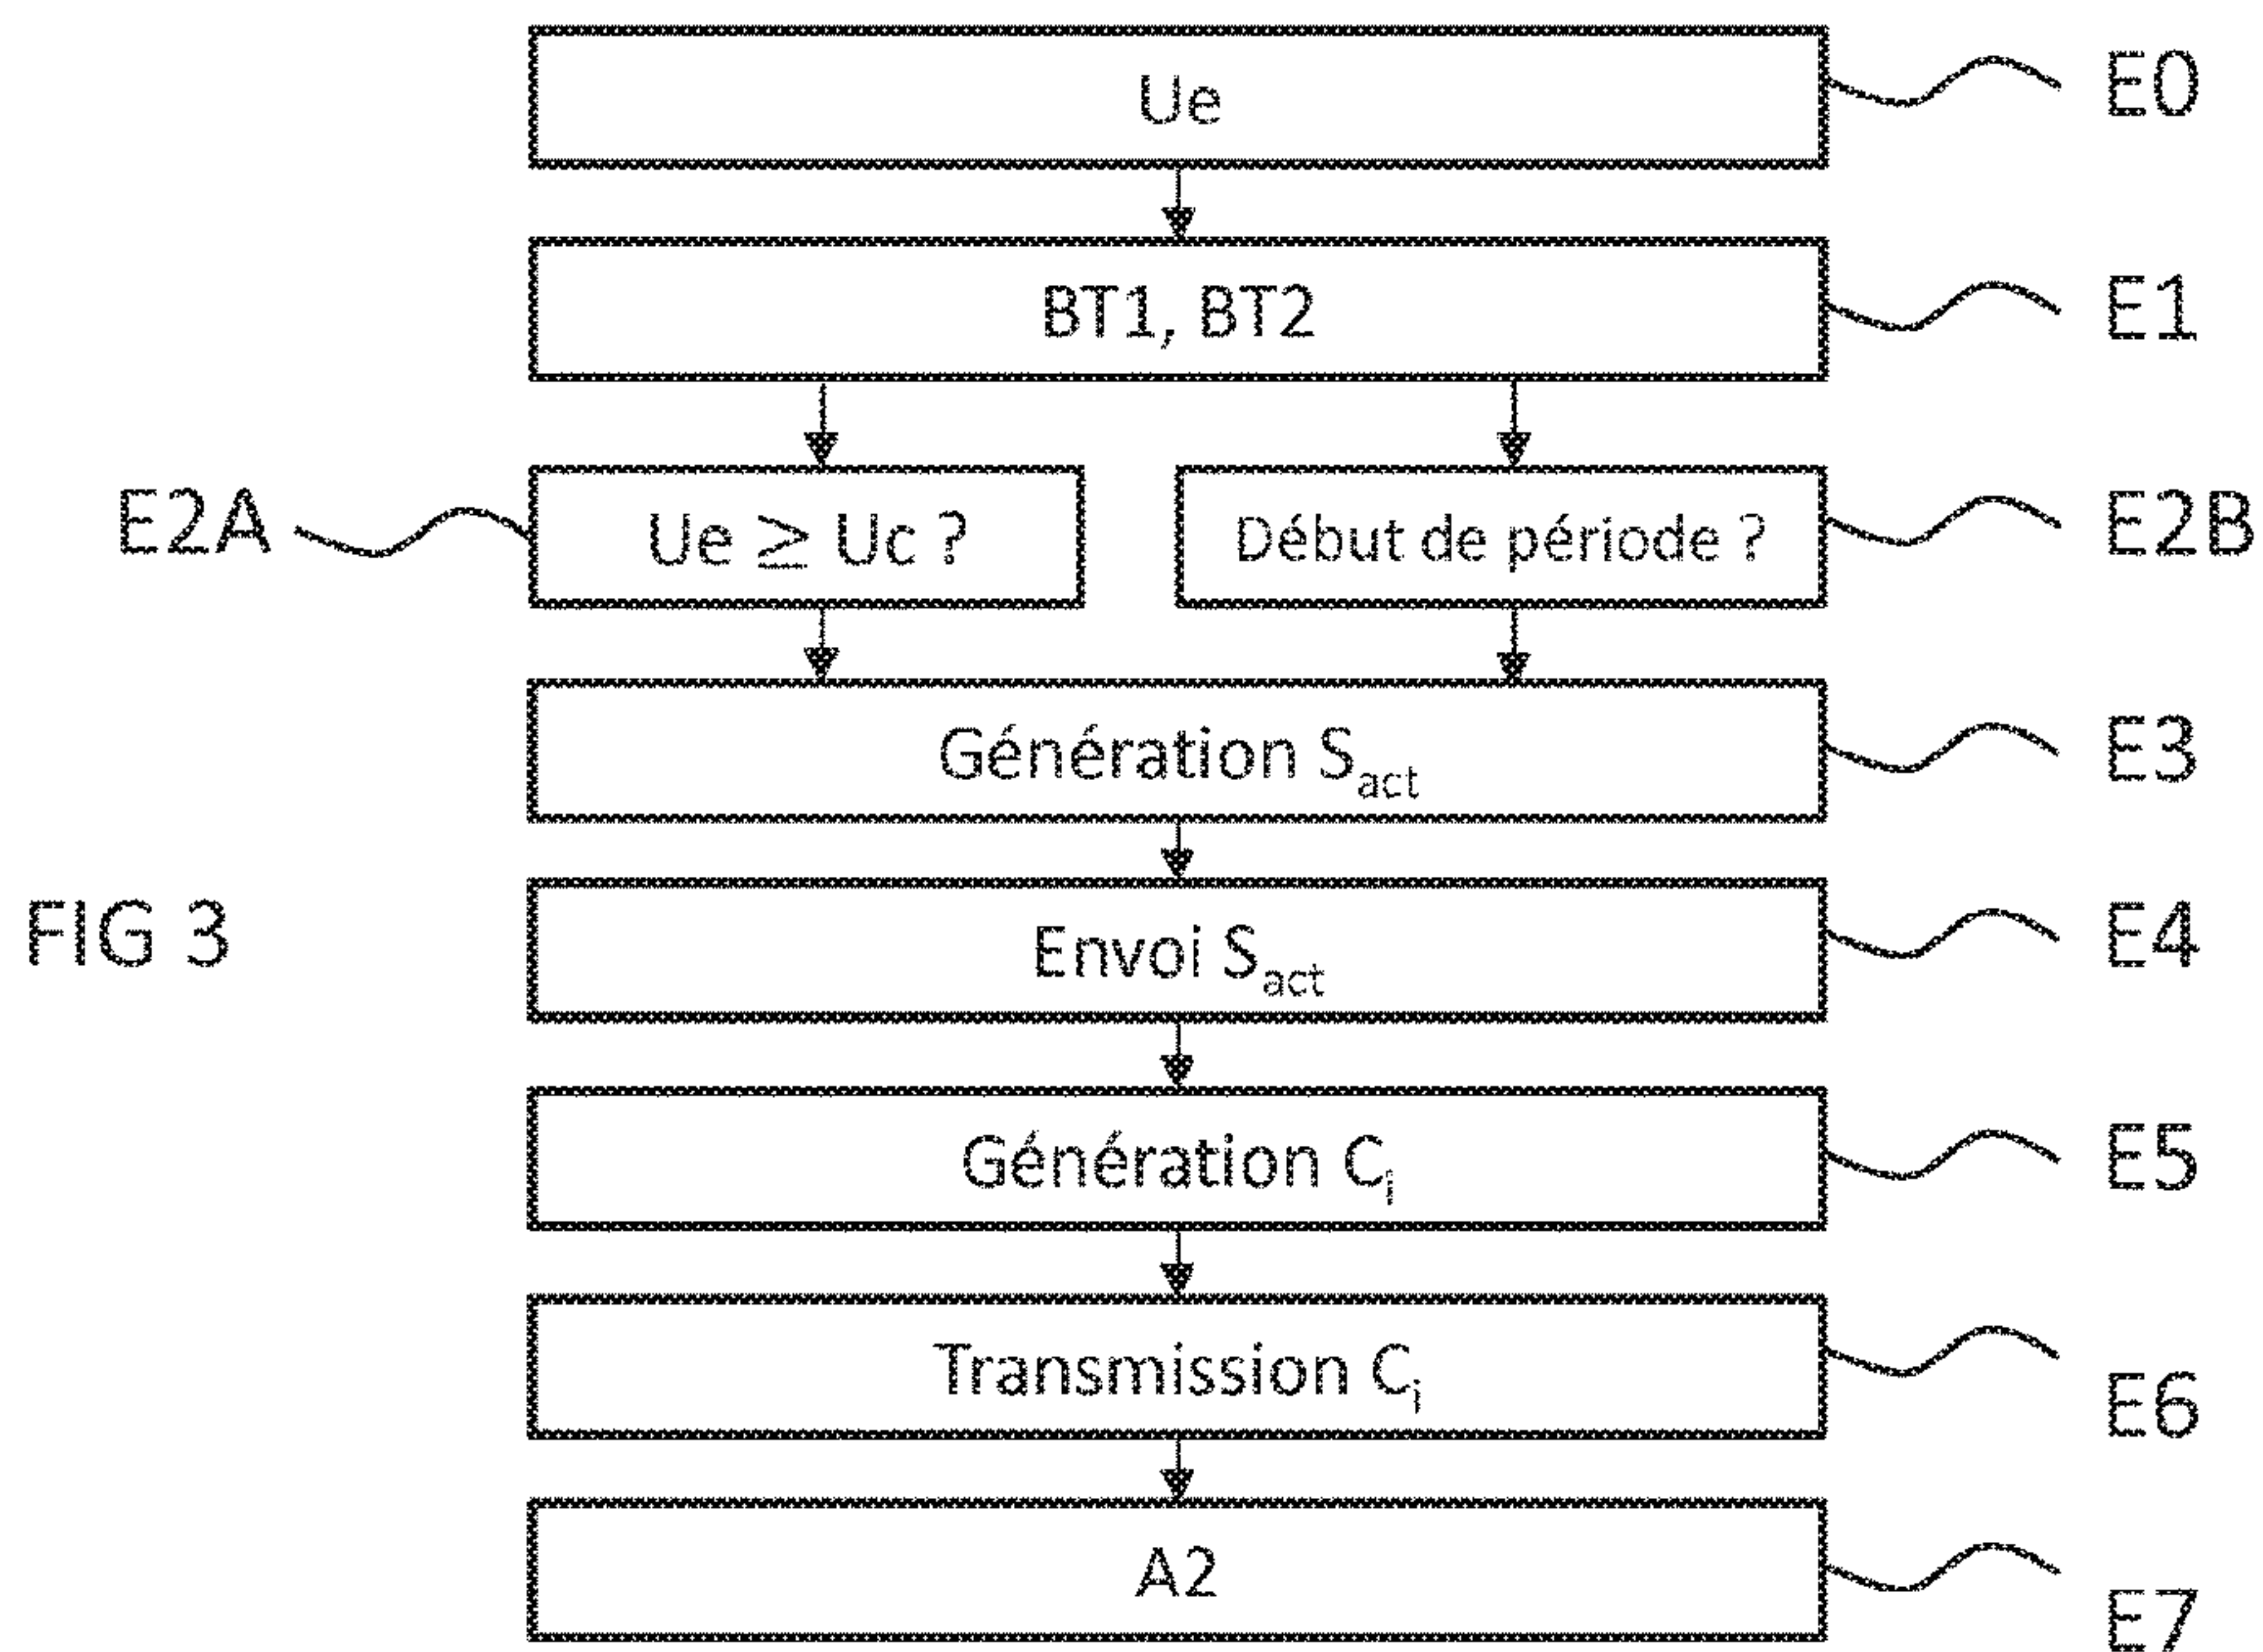 Ue E0
BT1, BT2 E1
E2A Ue ≥ Uc ? Début de période ? E2B
Génération S_act E3
FIG 3
Envoi S_act E4
Génération C_i E5
Transmission C_i E6
A2 E7